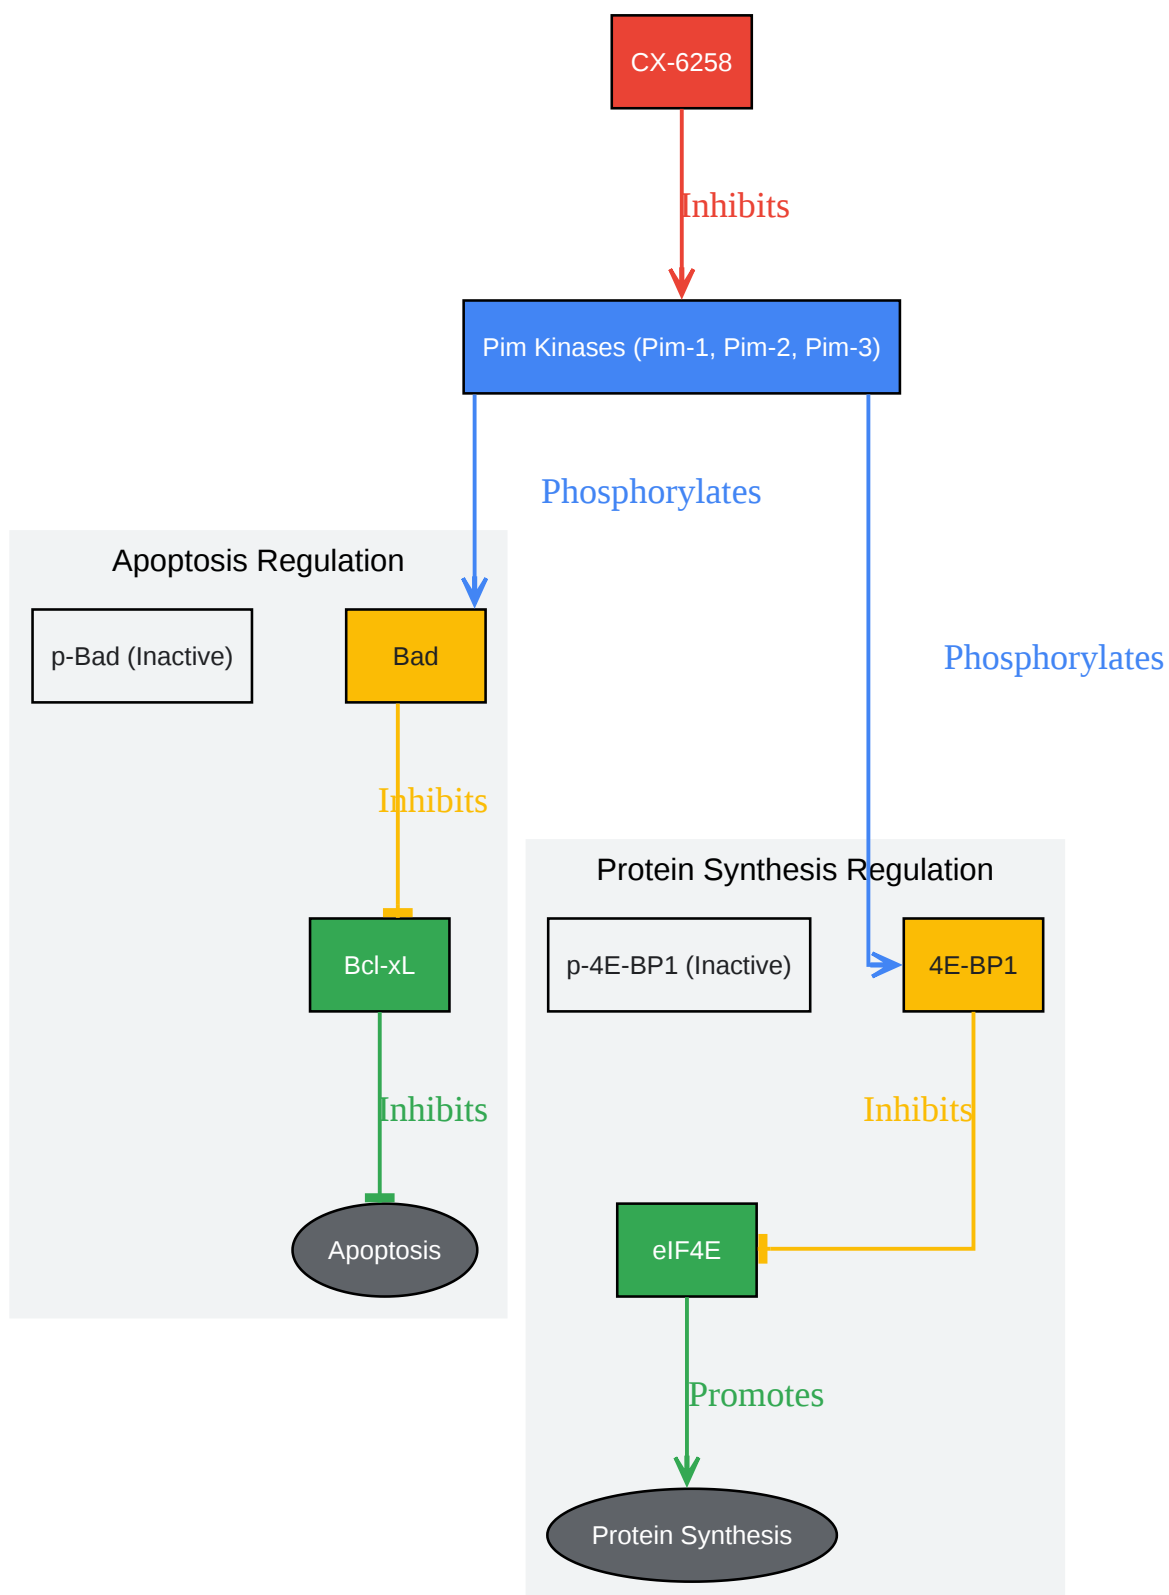 CX-6258
Inhibits
Pim Kinases (Pim-1, Pim-2, Pim-3)
Phosphorylates
Apoptosis Regulation
p-Bad (Inactive)
Bad
Phosphorylates
Inhibits
Protein Synthesis Regulation
Bcl-xL
p-4E-BP1 (Inactive)
4E-BP1
Inhibits
Inhibits
Apoptosis
eIF4E
Promotes
Protein Synthesis